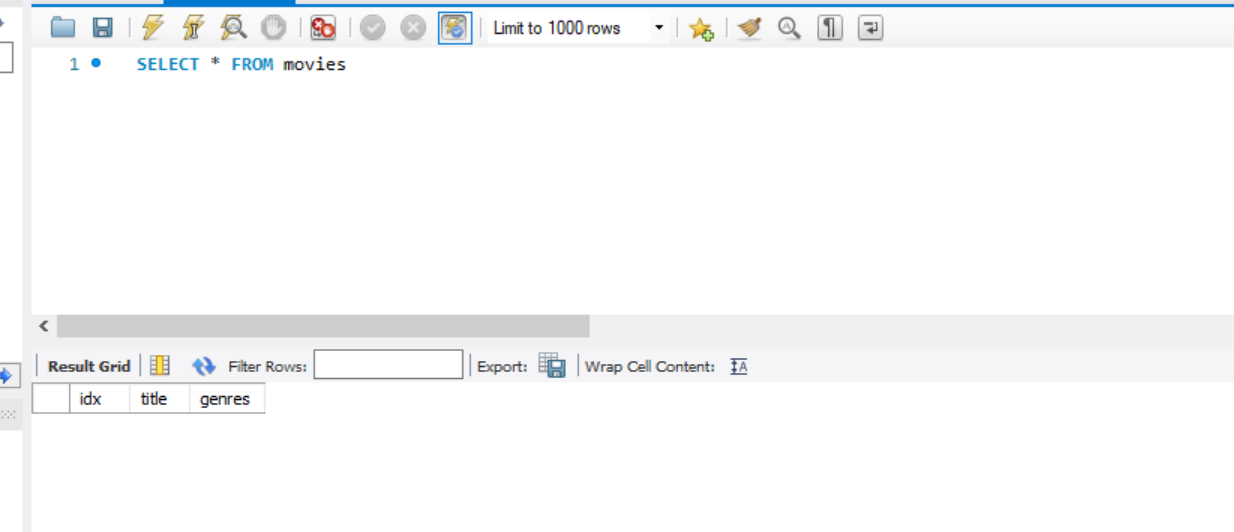 Limit to 1000 rows
1 SELECT * FROM movies
Result Grid Filter Rows: Export: Wrap Cell Content:
idx title genres